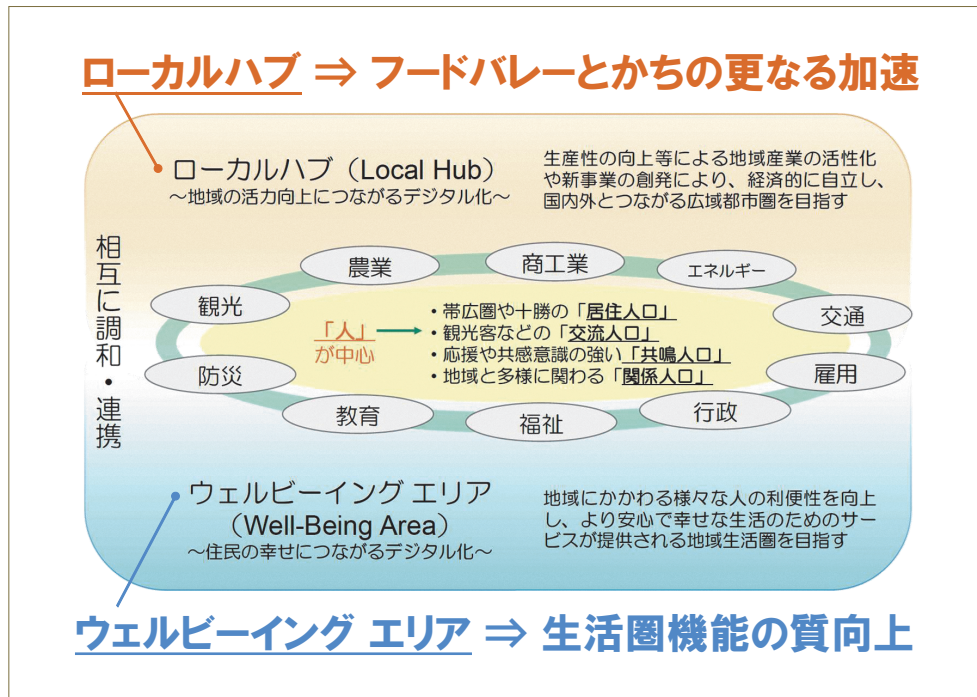 ローカルハブ ⇒ フードバレーとかちの更なる加速
ローカルハブ（Local Hub）
～地域の活力向上につながるデジタル化～
生産性の向上等による地域産業の活性化
や新事業の創発により、経済的に自立し、
国内外とつながる広域都市圏を目指す
相互に調和・連携
農業
商工業
エネルギー
観光
交通
「人」
が中心
・帯広圏や十勝の「居住人口」
・観光客などの「交流人口」
・応援や共感意識の強い「共鳴人口」
・地域と多様に関わる「関係人口」
防災
雇用
教育
福祉
行政
ウェルビーイング エリア
（Well-Being Area）
～住民の幸せにつながるデジタル化～
地域にかかわる様々な人の利便性を向上
し、より安心で幸せな生活のためのサー
ビスが提供される地域生活圏を目指す
ウェルビーイング エリア ⇒ 生活圏機能の質向上